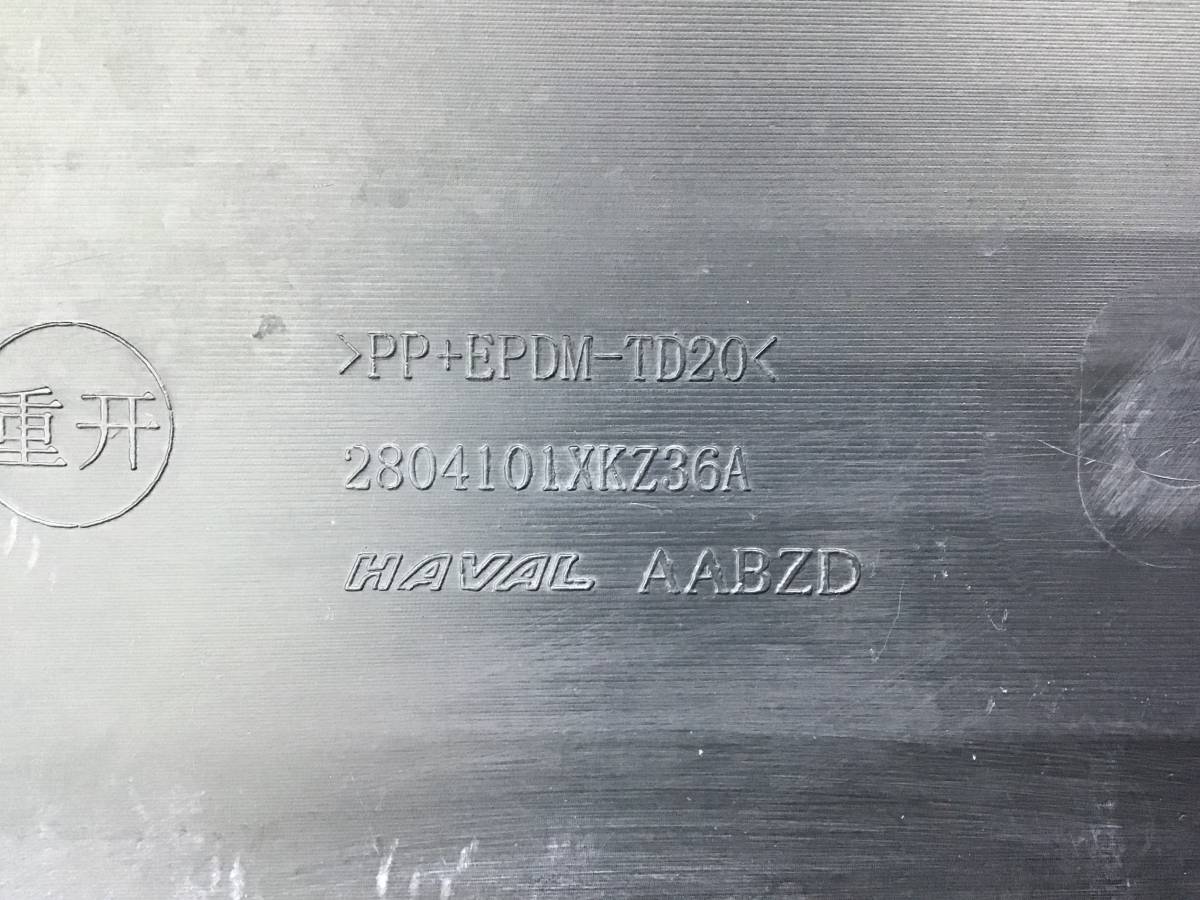 >PP+EPDM-TD20<
重开
2804101XKZ36A
HAVAL AABZD